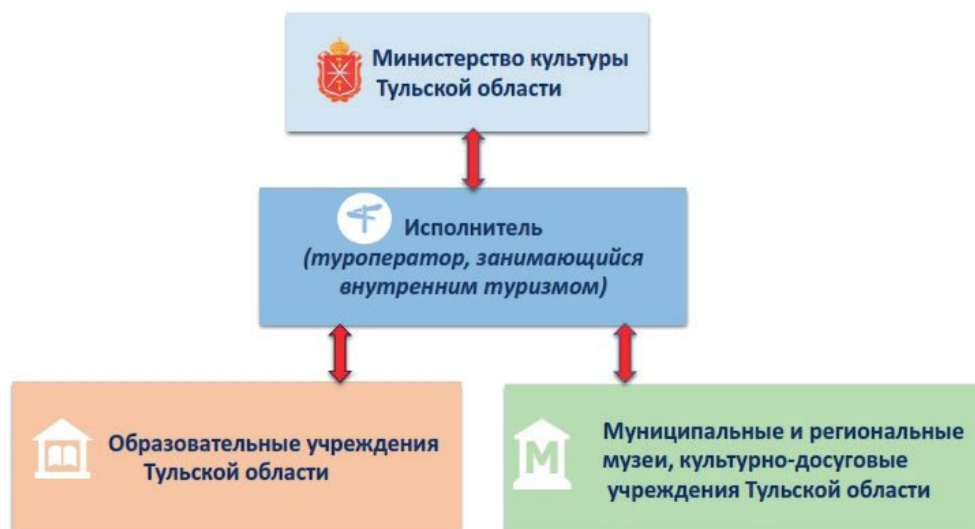 Министерство культуры
Тульской области
Исполнитель
(туроператор, занимающийся
внутренним туризмом)
Образовательные учреждения
Тульской области
М
Муниципальные и региональные
музеи, культурно-досуговые
учреждения Тульской области